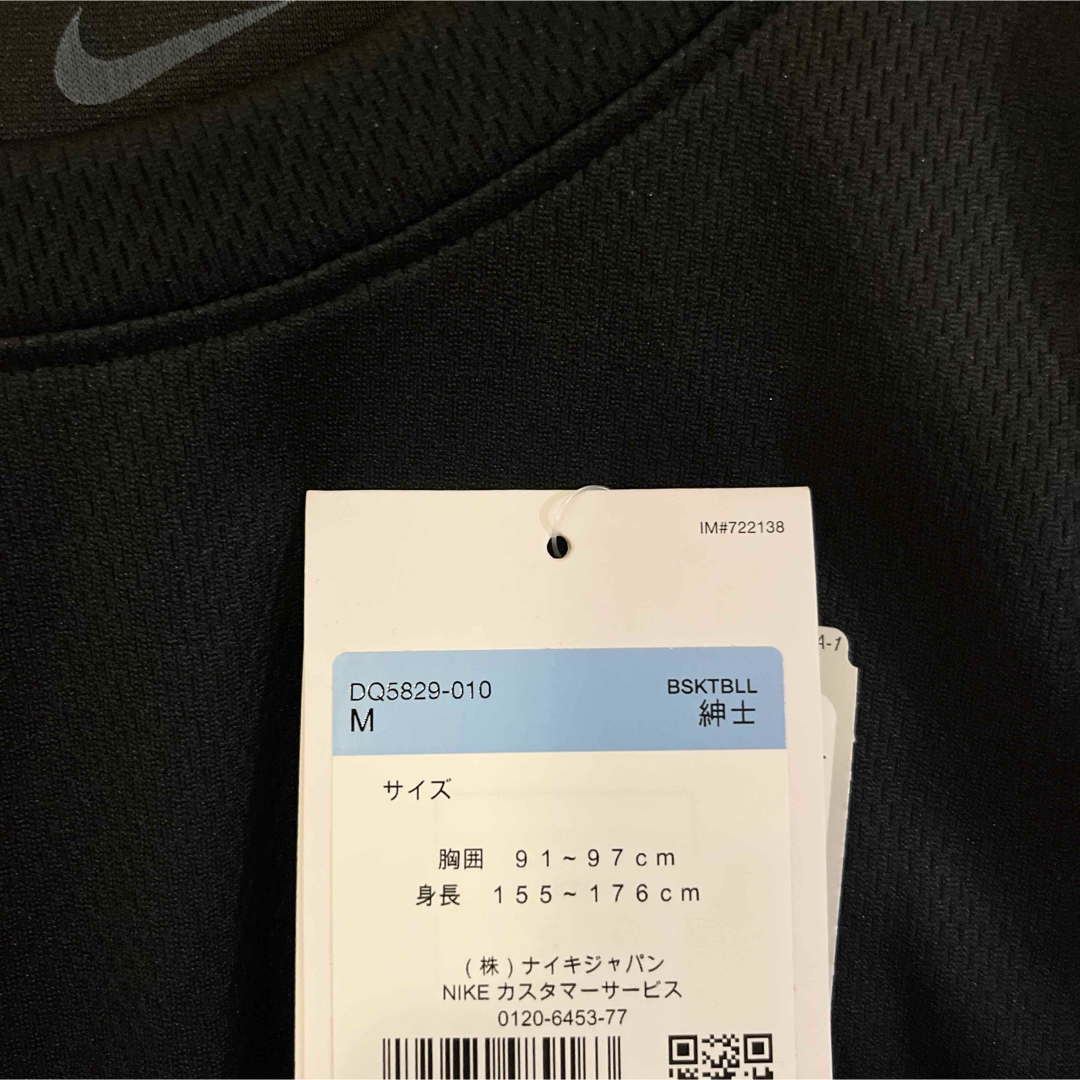 IM#722138
A-1
DQ5829-010
BSKTBLL
M
紳士
サイズ
胸囲 91~97cm
身長 155~176cm
(株)ナイキジャパン
NIKE カスタマーサービス
0120-6453-77